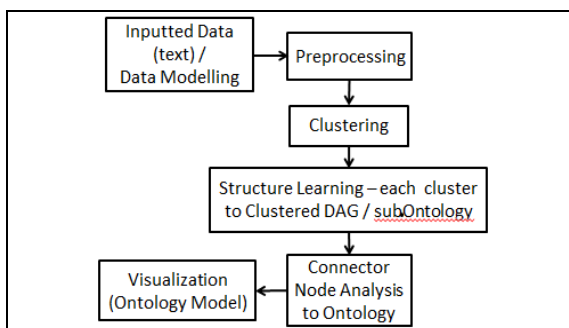 Inputted Data
(text) /
Data Modelling
Preprocessing
Clustering
Structure Learning – each cluster
to Clustered DAG / subOntology
Connector
Node Analysis
to Ontology
Visualization
(Ontology Model)